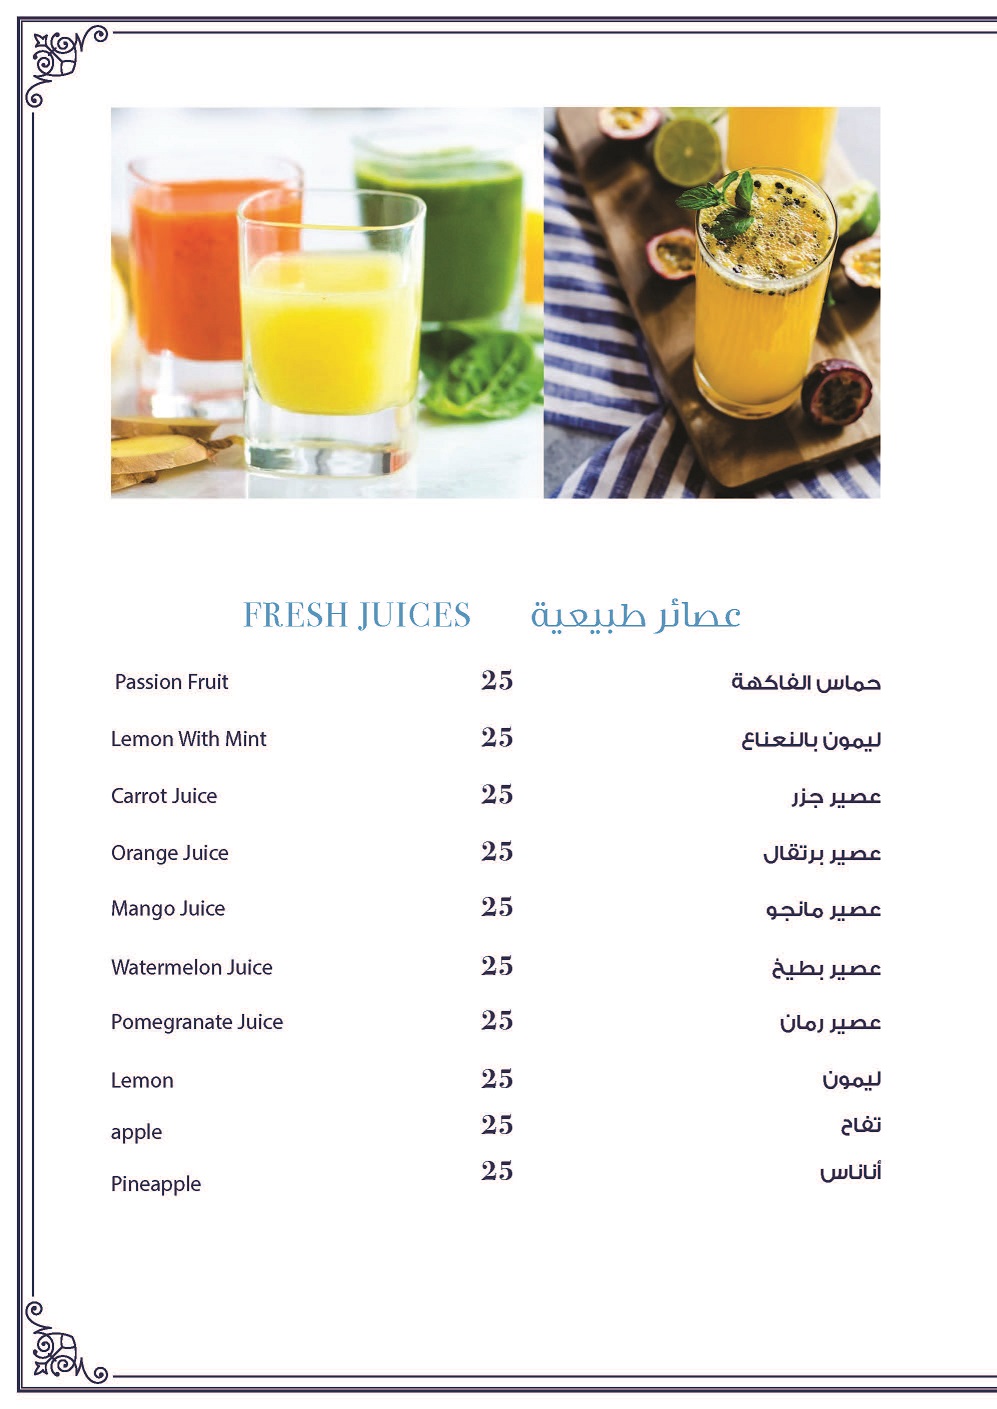 FRESH JUICES عصائر طبيعية
Passion Fruit 25 حماس الفاكهة
Lemon With Mint 25 ليمون بالنعناع
Carrot Juice 25 عصير جزر
Orange Juice 25 عصير برتقال
Mango Juice 25 عصير مانجو
Watermelon Juice 25 عصير بطيخ
Pomegranate Juice 25 عصير رمان
Lemon 25 ليمون
apple 25 تفاح
Pineapple 25 أناناس